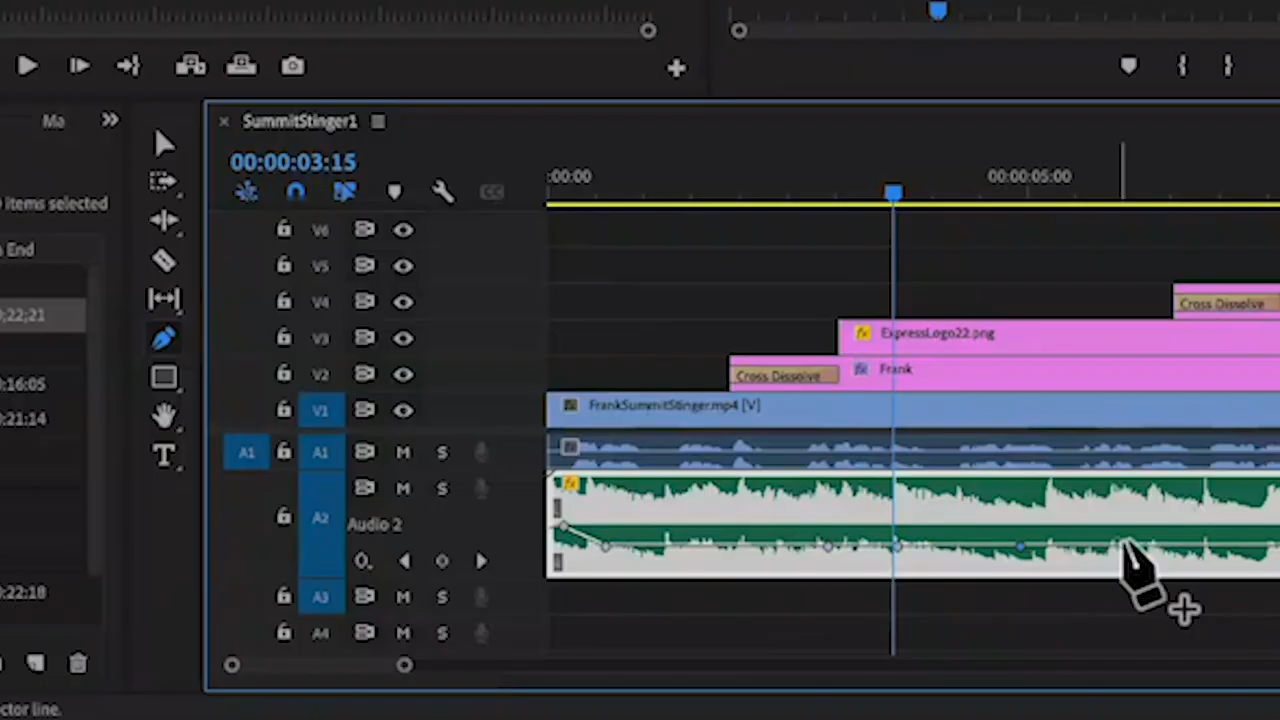 Ma
SummitStinger1
00:00:03:15
:00:00
00:00:05:00
items selected
End
;22;21
:16:05
:21:14
:22:18
V6
V5
V4
Cross Dissolve
V3
ExpressLogo22.png
V2
Cross Dissolve
Frank
V1
FrankSummitStinger.mp4 [V]
A1
A1
M
S
M
S
A2
Audio 2
A3
M
S
A4
M
S
ctor line.